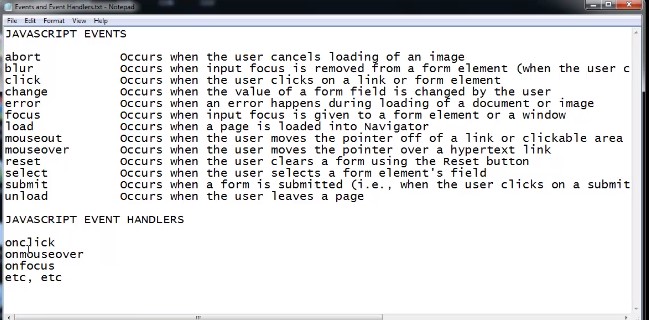 Events and Event Handlers.txt - Notepad
File Edit Format View Help
JAVASCRIPT EVENTS
abort Occurs when the user cancels loading of an image
blur Occurs when input focus is removed from a form element (when the user c
click Occurs when the user clicks on a link or form element
change Occurs when the value of a form field is changed by the user
error Occurs when an error happens during loading of a document or image
focus Occurs when input focus is given to a form element or a window
load Occurs when a page is loaded into Navigator
mouseout Occurs when the user moves the pointer off of a link or clickable area
mouseover Occurs when the user moves the pointer over a hypertext link
reset Occurs when the user clears a form using the Reset button
select Occurs when the user selects a form element's field
submit Occurs when a form is submitted (i.e., when the user clicks on a submit
unload Occurs when the user leaves a page
JAVASCRIPT EVENT HANDLERS
onclick
onmouseover
onfocus
etc, etc